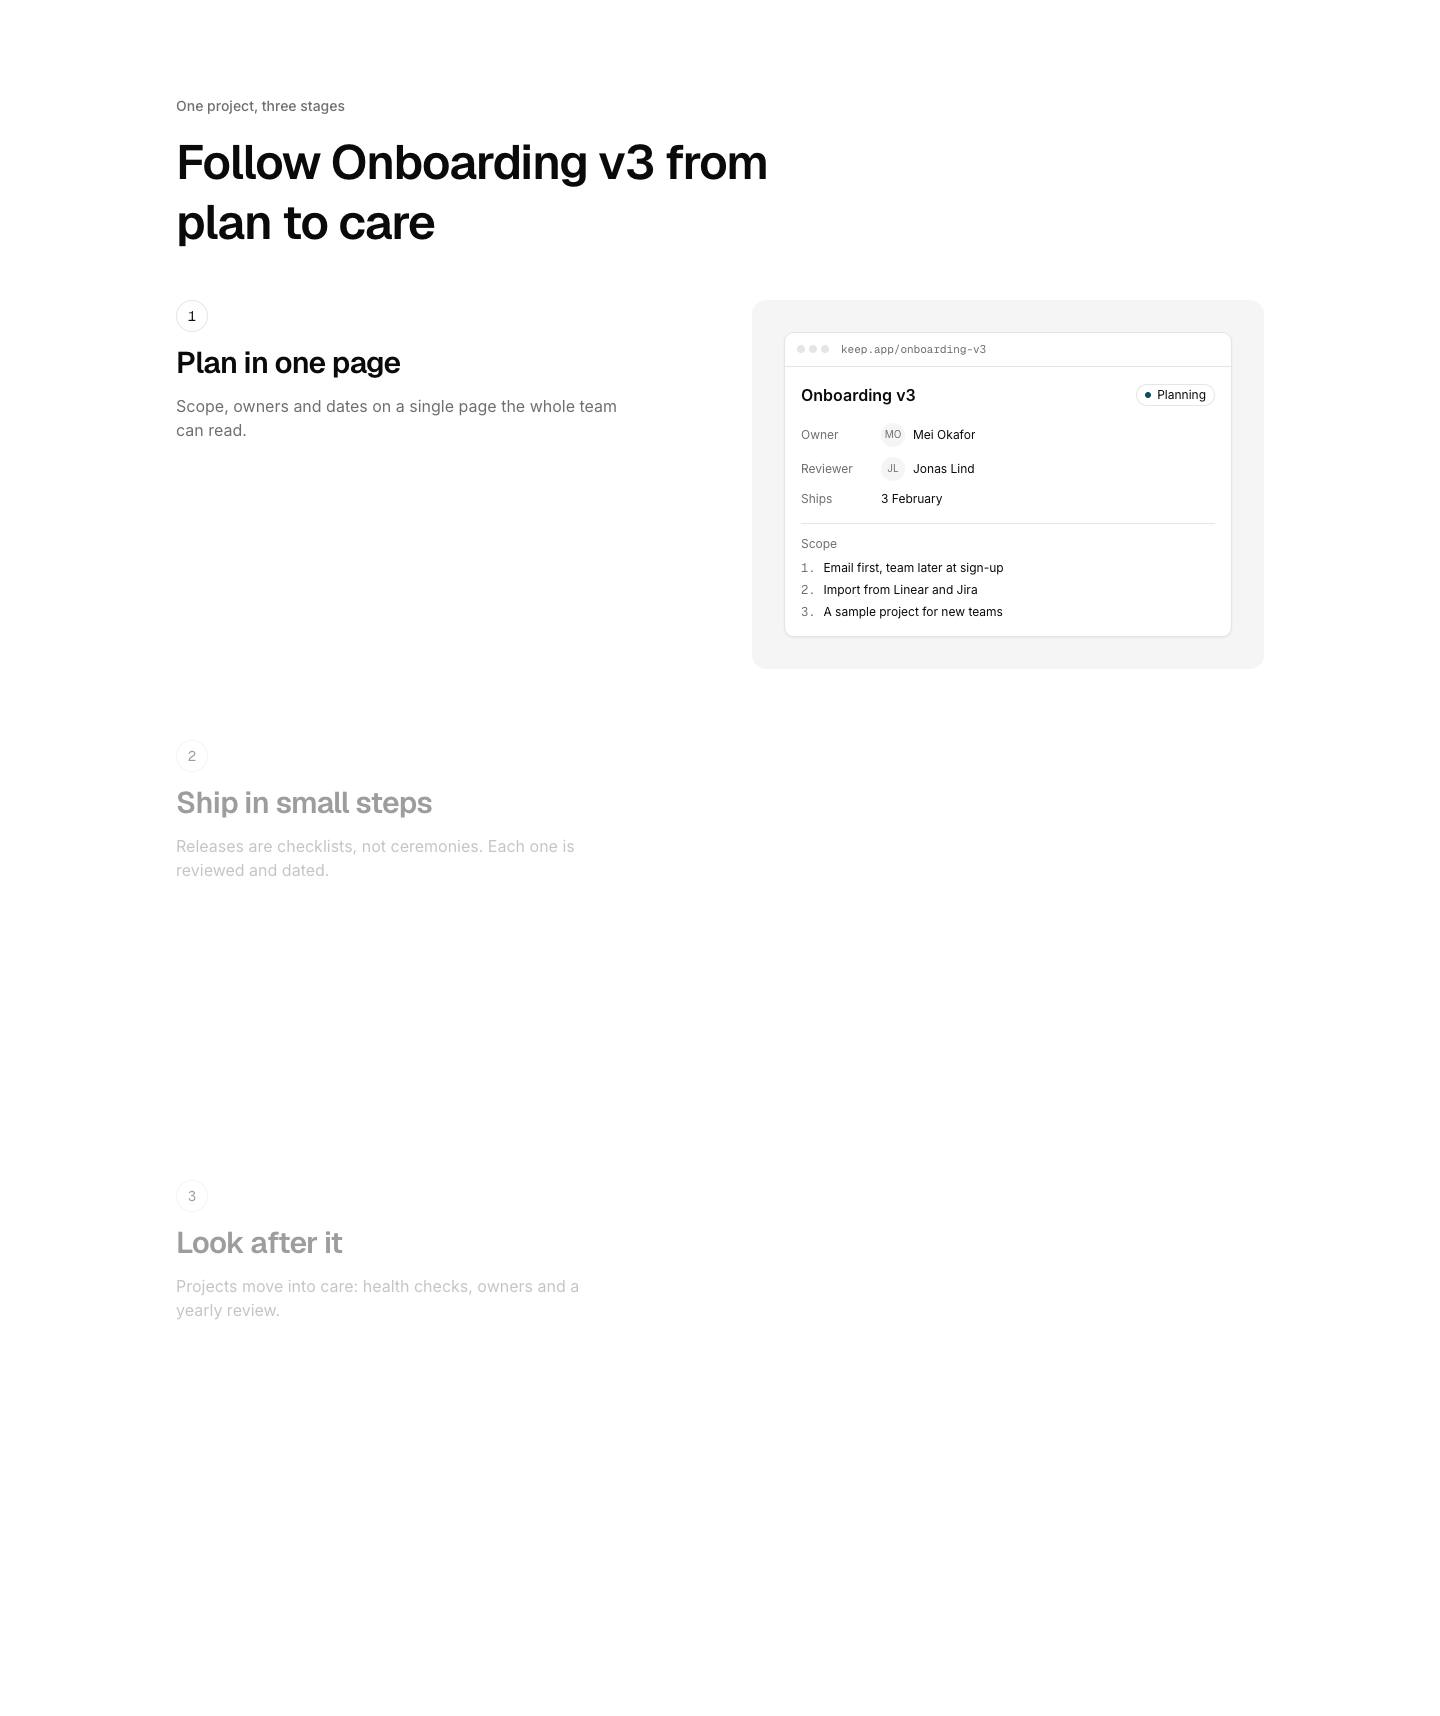 One project, three stages
Follow Onboarding v3 from
plan to care
1
Plan in one page
Scope, owners and dates on a single page the whole team
can read.
keep.app/onboarding-v3
Onboarding v3
Planning
Owner MO Mei Okafor
Reviewer JL Jonas Lind
Ships 3 February
Scope
1. Email first, team later at sign-up
2. Import from Linear and Jira
3. A sample project for new teams
2
Ship in small steps
Releases are checklists, not ceremonies. Each one is
reviewed and dated.
3
Look after it
Projects move into care: health checks, owners and a
yearly review.